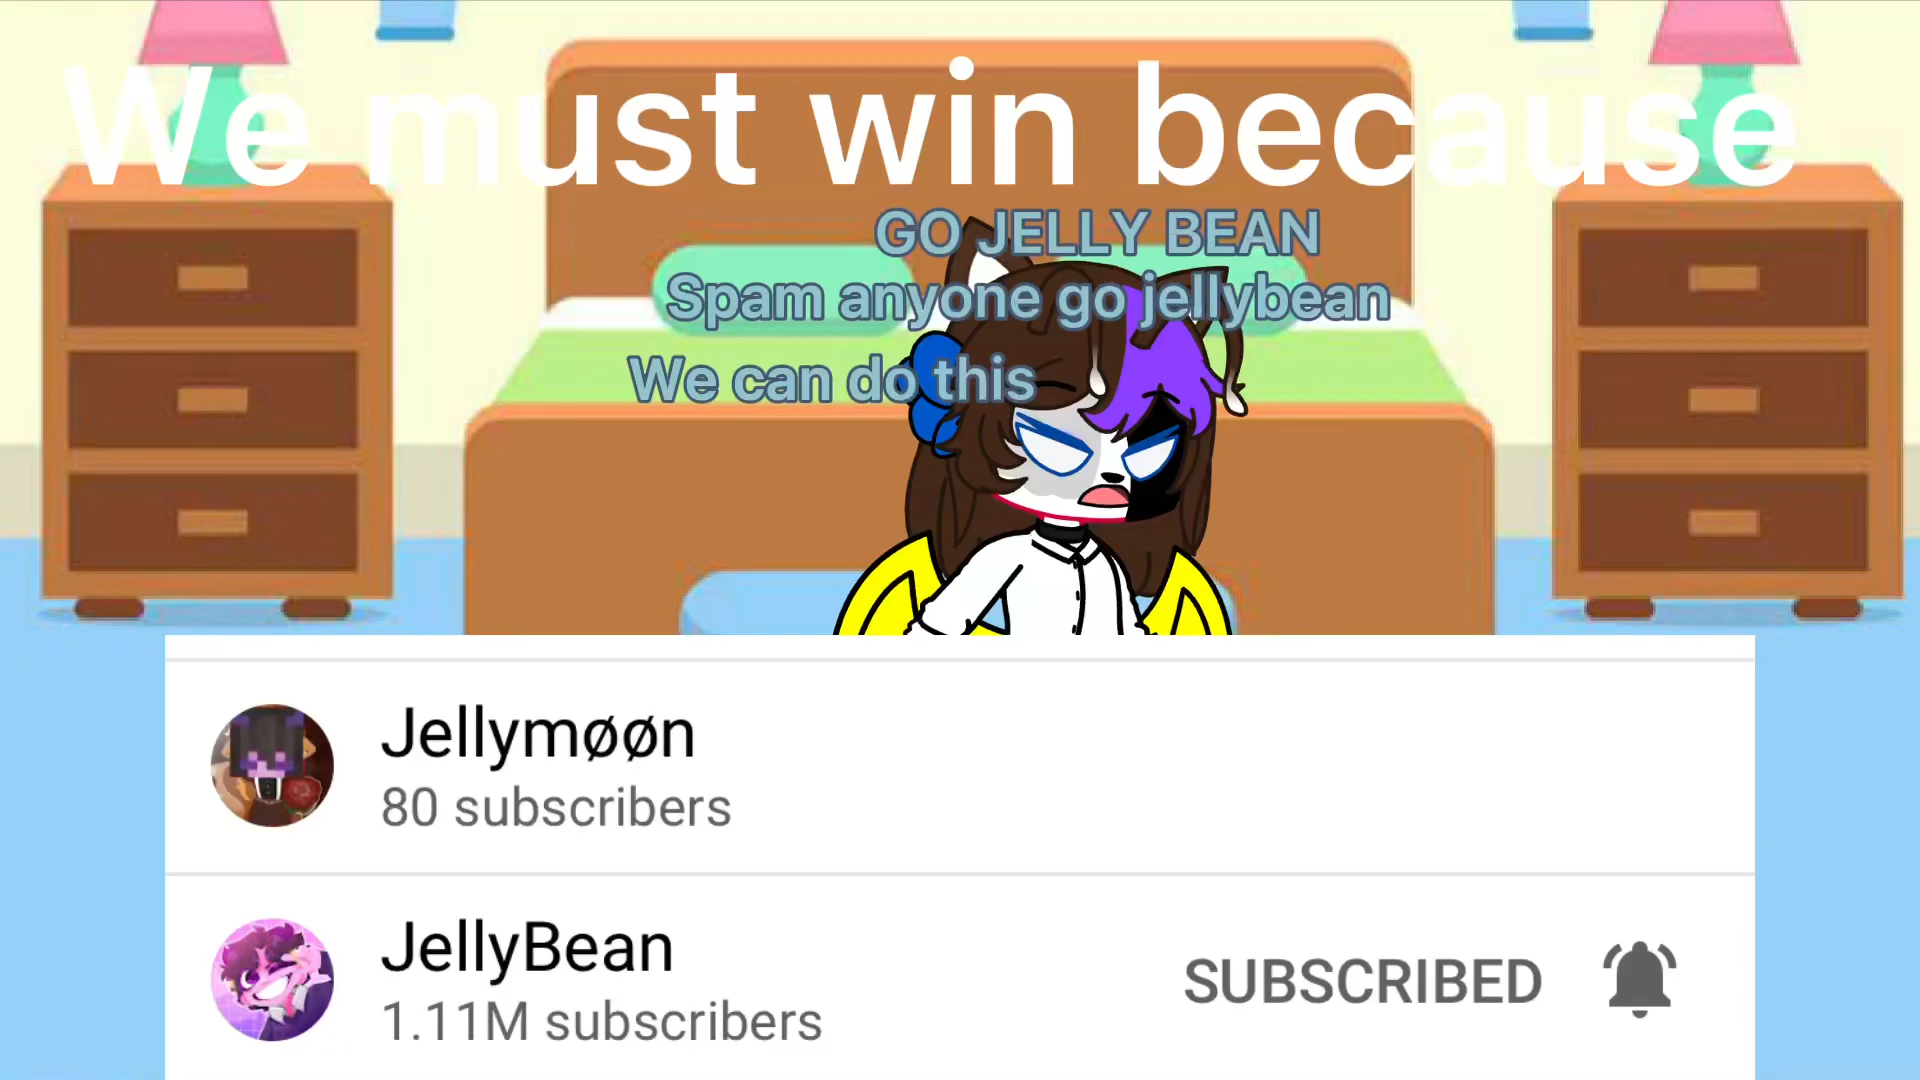 We must win because
GO JELLY BEAN
Spam anyone go jellybean
We can do this
Jellymøøn
80 subscribers
JellyBean
1.11M subscribers
SUBSCRIBED